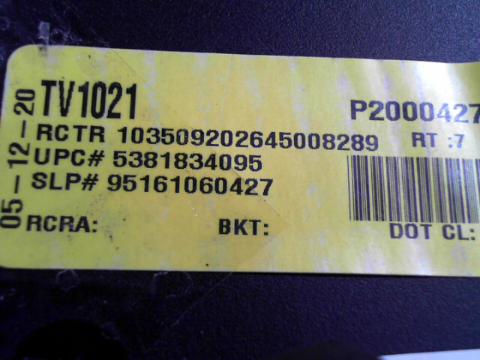 05-12-20
TV1021 P2000427
RCTR 103509202645008289 RT :7
UPC# 5381834095
SLP# 95161060427
RCRA: BKT: DOT CL: